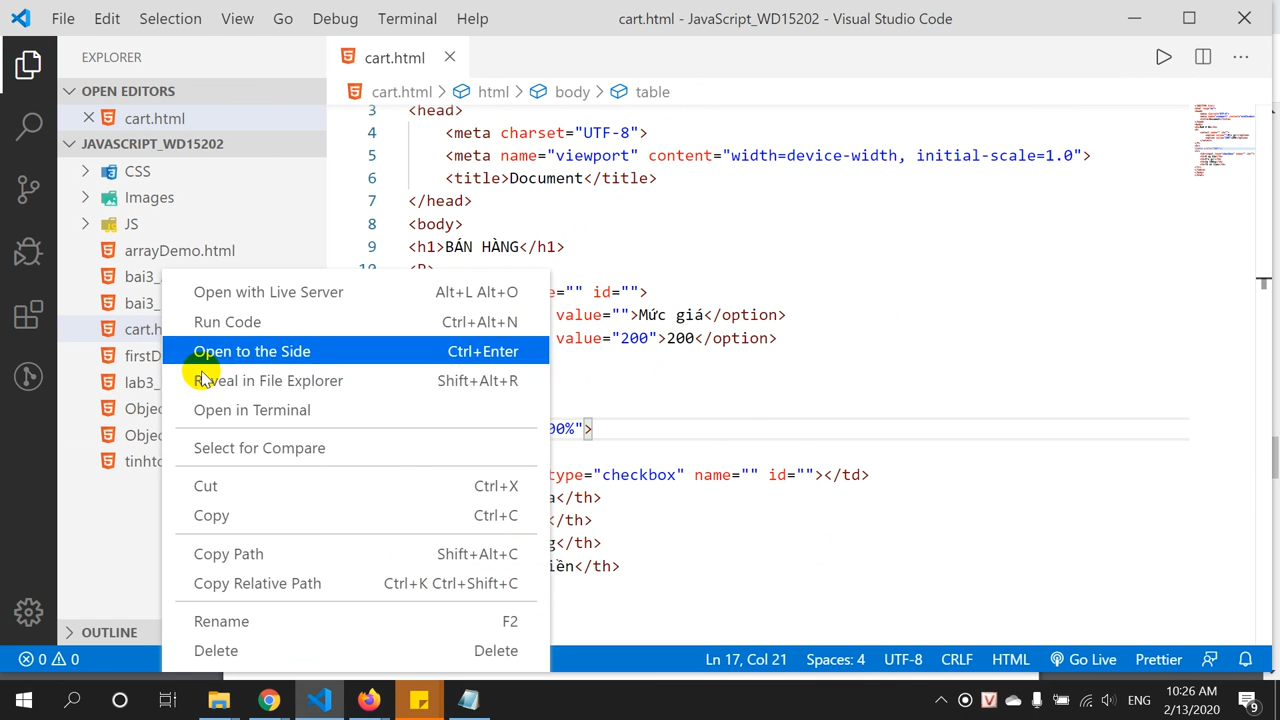 File Edit Selection View Go Debug Terminal Help cart.html - JavaScript_WD15202 - Visual Studio Code
EXPLORER
cart.html
OPEN EDITORS
cart.html
JAVASCRIPT_WD15202
CSS
Images
JS
arrayDemo.html
bai3_
bai3_
cart.h
firstD
lab3_
Objec
Objec
tinhto
OUTLINE
cart.html > html > body > table
3 <head>
4 <meta charset="UTF-8">
5 <meta name="viewport" content="width=device-width, initial-scale=1.0">
6 <title>Document</title>
7 </head>
8 <body>
9 <h1>BÁN HÀNG</h1>
10
e="" id="">
value="">Mức giá</option>
value="200">200</option>
00%">
type="checkbox" name="" id=""></td>
a</th>
</th>
g</th>
iền</th>
Open with Live Server Alt+L Alt+O
Run Code Ctrl+Alt+N
Open to the Side Ctrl+Enter
Reveal in File Explorer Shift+Alt+R
Open in Terminal
Select for Compare
Cut Ctrl+X
Copy Ctrl+C
Copy Path Shift+Alt+C
Copy Relative Path Ctrl+K Ctrl+Shift+C
Rename F2
Delete Delete
0 0 Ln 17, Col 21 Spaces: 4 UTF-8 CRLF HTML Go Live Prettier
ENG
10:26 AM
2/13/2020
9